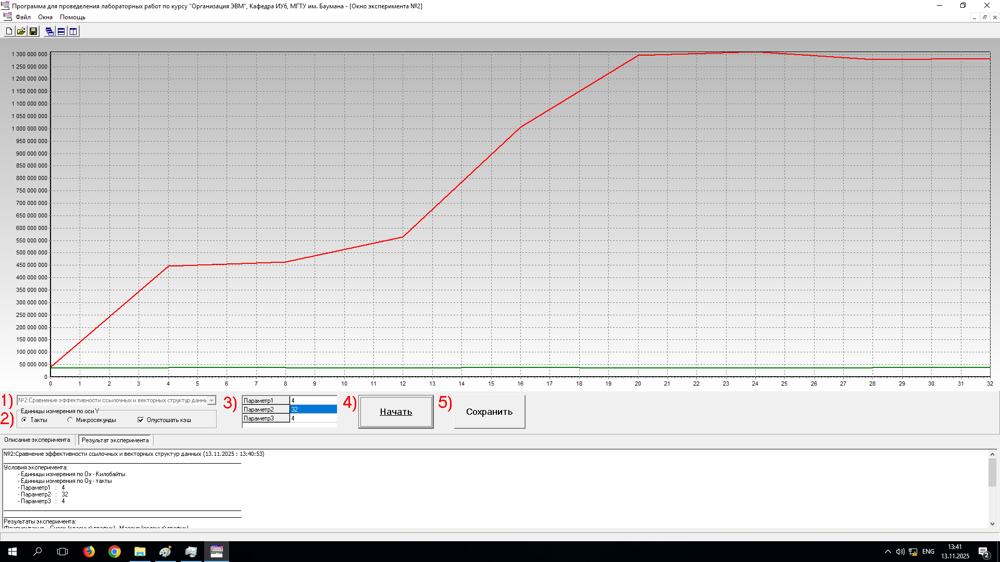 Программа для проведеления лабораторных работ по курсу "Организация ЭВМ", Кафедра ИУ6, МГТУ им. Баумана - [Окно эксперимента №2]
Файл Окна Помощь
1 300 000 000
1 250 000 000
1 200 000 000
1 150 000 000
1 100 000 000
1 050 000 000
1 000 000 000
950 000 000
900 000 000
850 000 000
800 000 000
750 000 000
700 000 000
650 000 000
600 000 000
550 000 000
500 000 000
450 000 000
400 000 000
350 000 000
300 000 000
250 000 000
200 000 000
150 000 000
100 000 000
50 000 000
0
0 1 2 3 4 5 6 7 8 9 10 11 12 13 14 15 16 17 18 19 20 21 22 23 24 25 26 27 28 29 30 31 32
1) №2:Сравнение эффективности ссылочных и векторных структур данны
2) Единицы измерения по оси Y
Такты Микросекунды Опустошать кэш
3) Параметр1 4
Параметр2 32
Параметр3 4
4) Начать
5) Сохранить
Описание эксперимента Результат эксперимента
№2:Сравнение эффективности ссылочных и векторных структур данных (13.11.2025 : 13:40:53)
Условия эксперимента:
- Единицы измерения по Ox - Килобайты
- Единицы измерения по Oy - такты
- Параметр1 : 4
- Параметр2 : 32
- Параметр3 : 4
Результаты эксперимента:
ENG
13:41
13.11.2025
2